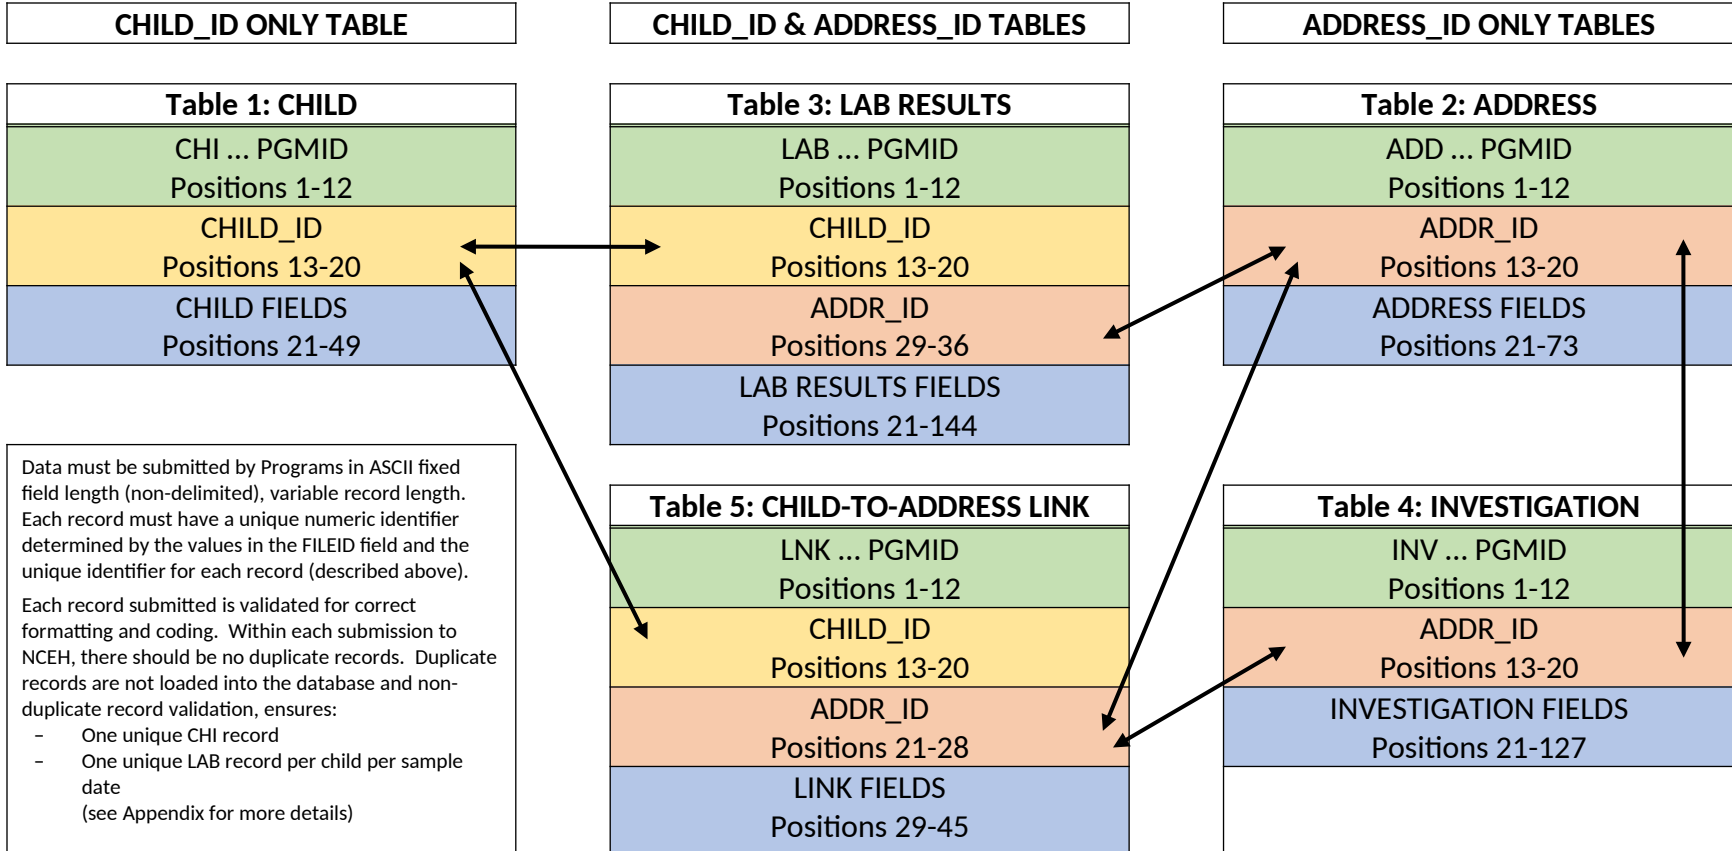 CHILD_ID ONLY TABLE
CHILD_ID & ADDRESS_ID TABLES
ADDRESS_ID ONLY TABLES
Table 1: CHILD
CHI ... PGMID
Positions 1-12
CHILD_ID
Positions 13-20
CHILD FIELDS
Positions 21-49
Table 3: LAB RESULTS
LAB ... PGMID
Positions 1-12
CHILD_ID
Positions 13-20
ADDR_ID
Positions 29-36
LAB RESULTS FIELDS
Positions 21-144
Table 2: ADDRESS
ADD ... PGMID
Positions 1-12
ADDR_ID
Positions 13-20
ADDRESS FIELDS
Positions 21-73
Data must be submitted by Programs in ASCII fixed
field length (non-delimited), variable record length.
Each record must have a unique numeric identifier
determined by the values in the FILEID field and the
unique identifier for each record (described above).
Each record submitted is validated for correct
formatting and coding.  Within each submission to
NCEH, there should be no duplicate records.  Duplicate
records are not loaded into the database and non-
duplicate record validation, ensures:
– One unique CHI record
– One unique LAB record per child per sample
date
(see Appendix for more details)
Table 5: CHILD-TO-ADDRESS LINK
LNK ... PGMID
Positions 1-12
CHILD_ID
Positions 13-20
ADDR_ID
Positions 21-28
LINK FIELDS
Positions 29-45
Table 4: INVESTIGATION
INV ... PGMID
Positions 1-12
ADDR_ID
Positions 13-20
INVESTIGATION FIELDS
Positions 21-127